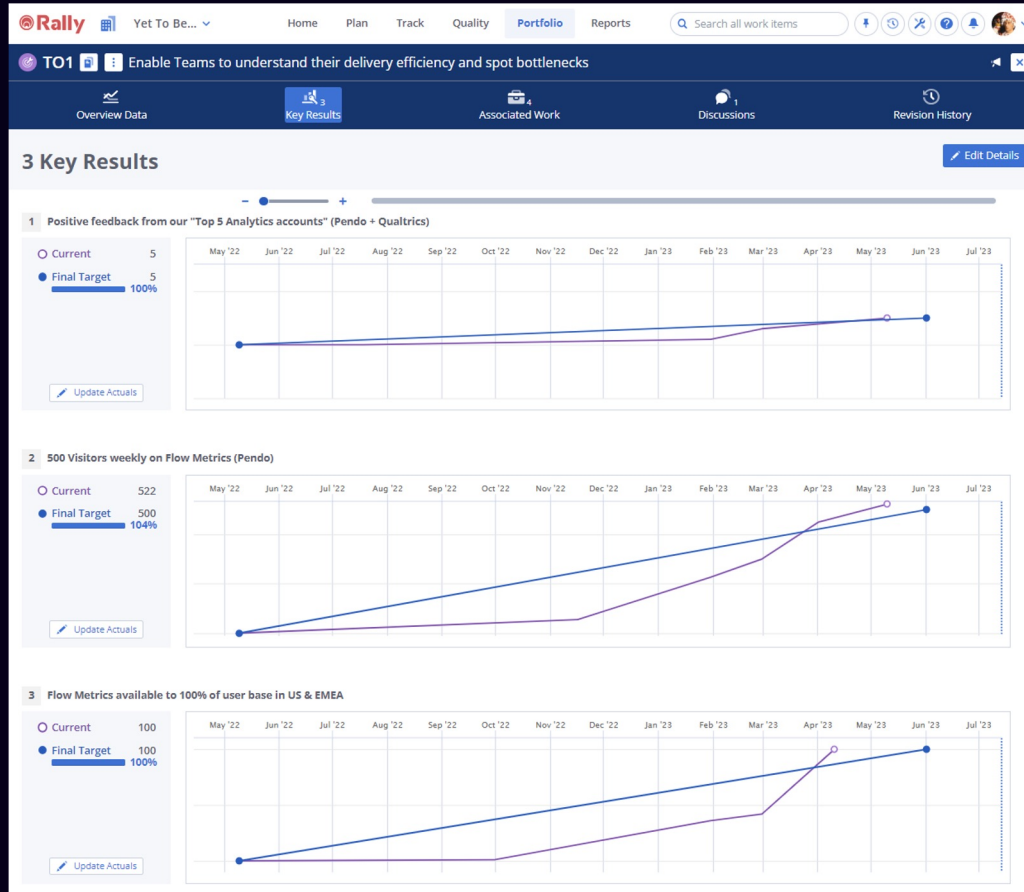 Rally Yet To Be... Home Plan Track Quality Portfolio Reports Search all work items
TO1 Enable Teams to understand their delivery efficiency and spot bottlenecks
Overview Data 3 Key Results 4 Associated Work 1 Discussions Revision History
3 Key Results Edit Details
− +
1 Positive feedback from our "Top 5 Analytics accounts" (Pendo + Qualtrics)
May '22 Jun '22 Jul '22 Aug '22 Sep '22 Oct '22 Nov '22 Dec '22 Jan '23 Feb '23 Mar '23 Apr '23 May '23 Jun '23 Jul '23
Current 5
Final Target 5
100%
Update Actuals
2 500 Visitors weekly on Flow Metrics (Pendo)
May '22 Jun '22 Jul '22 Aug '22 Sep '22 Oct '22 Nov '22 Dec '22 Jan '23 Feb '23 Mar '23 Apr '23 May '23 Jun '23 Jul '23
Current 522
Final Target 500
104%
Update Actuals
3 Flow Metrics available to 100% of user base in US & EMEA
May '22 Jun '22 Jul '22 Aug '22 Sep '22 Oct '22 Nov '22 Dec '22 Jan '23 Feb '23 Mar '23 Apr '23 May '23 Jun '23 Jul '23
Current 100
Final Target 100
100%
Update Actuals